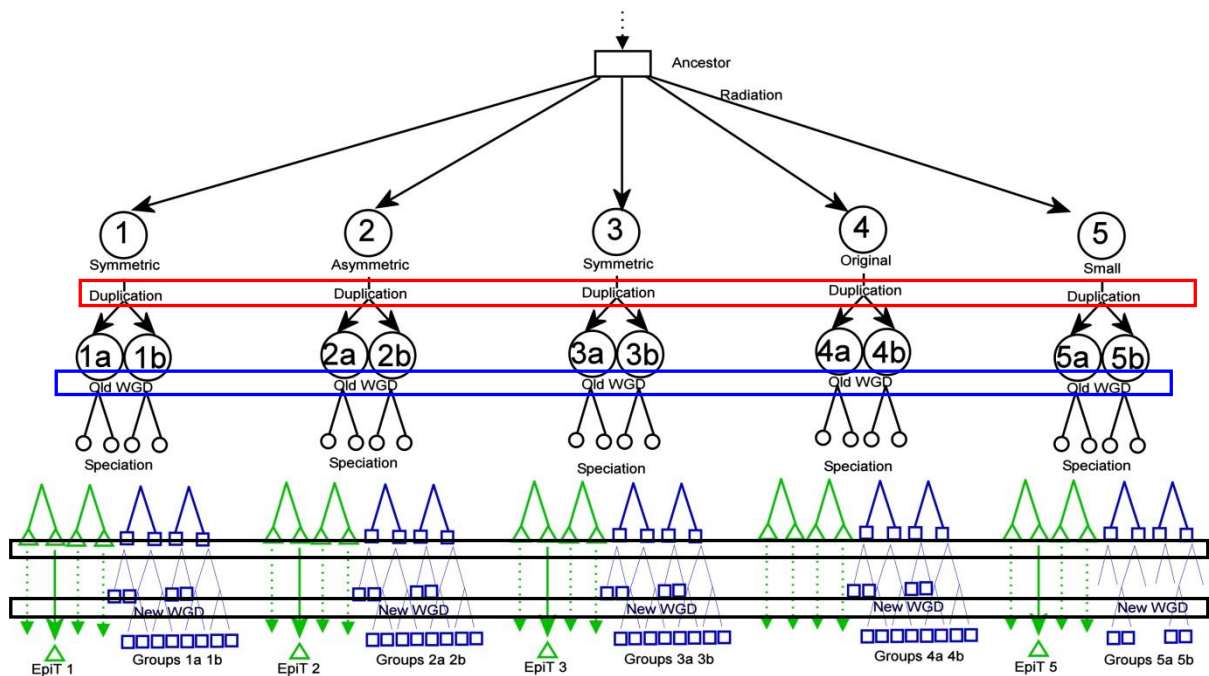 Ancestor
Radiation
1 2 3 4 5
Symmetric Asymmetric Symmetric Original Small
Duplication Duplication Duplication Duplication Duplication
1a 1b 2a 2b 3a 3b 4a 4b 5a 5b
Old WGD Old WGD Old WGD Old WGD Old WGD
Speciation Speciation Speciation Speciation Speciation
New WGD New WGD New WGD New WGD New WGD
EpiT 1 Groups 1a 1b EpiT 2 Groups 2a 2b EpiT 3 Groups 3a 3b Groups 4a 4b EpiT 5 Groups 5a 5b